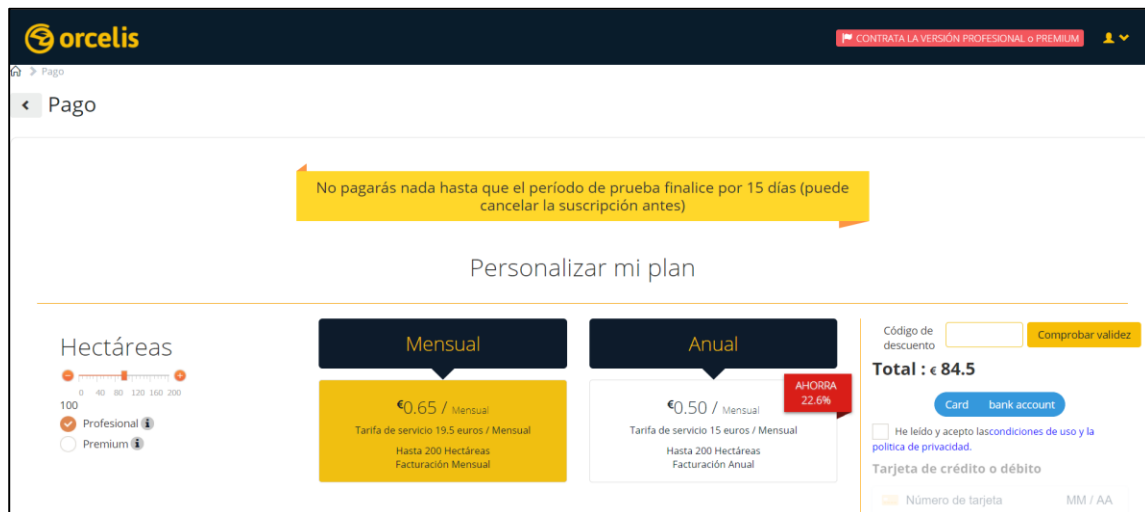 orcelis
CONTRATA LA VERSIÓN PROFESIONAL o PREMIUM
Pago
Pago
No pagarás nada hasta que el período de prueba finalice por 15 días (puede
cancelar la suscripción antes)
Personalizar mi plan
Hectáreas
0 40 80 120 160 200
100
Profesional
Premium
Mensual
€0.65 / Mensual
Tarifa de servicio 19.5 euros / Mensual
Hasta 200 Hectáreas
Facturación Mensual
Anual
AHORRA
22.6%
€0.50 / Mensual
Tarifa de servicio 15 euros / Mensual
Hasta 200 Hectáreas
Facturación Anual
Código de
descuento
Comprobar validez
Total : € 84.5
Card bank account
He leído y acepto lascondiciones de uso y la
política de privacidad.
Tarjeta de crédito o débito
Número de tarjeta MM / AA